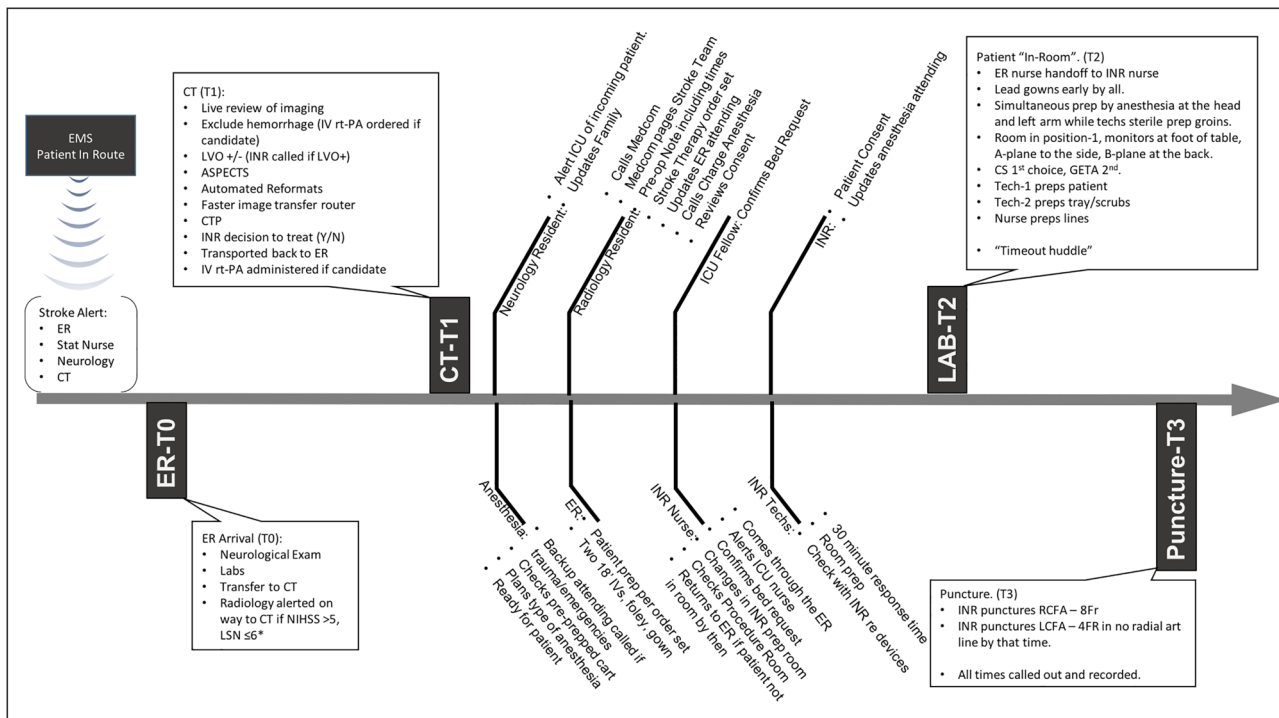 EMS
Patient In Route
Stroke Alert:
• ER
• Stat Nurse
• Neurology
• CT
ER-T0
ER Arrival (T0):
• Neurological Exam
• Labs
• Transfer to CT
• Radiology alerted on
way to CT if NIHSS >5,
LSN ≤6*
CT (T1):
• Live review of imaging
• Exclude hemorrhage (IV rt-PA ordered if
candidate)
• LVO +/- (INR called if LVO+)
• ASPECTS
• Automated Reformats
• Faster image transfer router
• CTP
• INR decision to treat (Y/N)
• Transported back to ER
• IV rt-PA administered if candidate
CT-T1
Neurology Resident:
• Alert ICU of incoming patient.
• Updates Family
Radiology Resident:
• Calls Medcom
• Medcom pages Stroke Team
• Pre-op Note including times
• Stroke Therapy order set
• Updates ER attending
• Calls Charge Anesthesia
• Reviews Consent
ICU Fellow: Confirms Bed Request
INR:
• Patient Consent
• Updates anesthesia attending
Anesthesia:
• Backup attending called if
trauma/emergencies
• Checks pre-prepped cart
• Plans type of anesthesia
• Ready for patient
ER:
• Patient prep per order set
• Two 18' IVs, foley, gown
INR Nurse:
• Comes through the ER
• Alerts ICU nurse
• Confirms bed request
• Changes in INR prep room
• Checks Procedure Room
• Returns to ER if patient not
in room by then
INR Techs:
• 30 minute response time
• Room prep
• Check with INR re devices
Patient “In-Room”. (T2)
• ER nurse handoff to INR nurse
• Lead gowns early by all.
• Simultaneous prep by anesthesia at the head
and left arm while techs sterile prep groins.
• Room in position-1, monitors at foot of table,
A-plane to the side, B-plane at the back.
• CS 1st choice, GETA 2nd.
• Tech-1 preps patient
• Tech-2 preps tray/scrubs
• Nurse preps lines
• “Timeout huddle”
LAB-T2
Puncture-T3
Puncture. (T3)
• INR punctures RCFA – 8Fr
• INR punctures LCFA – 4FR in no radial art
line by that time.
• All times called out and recorded.